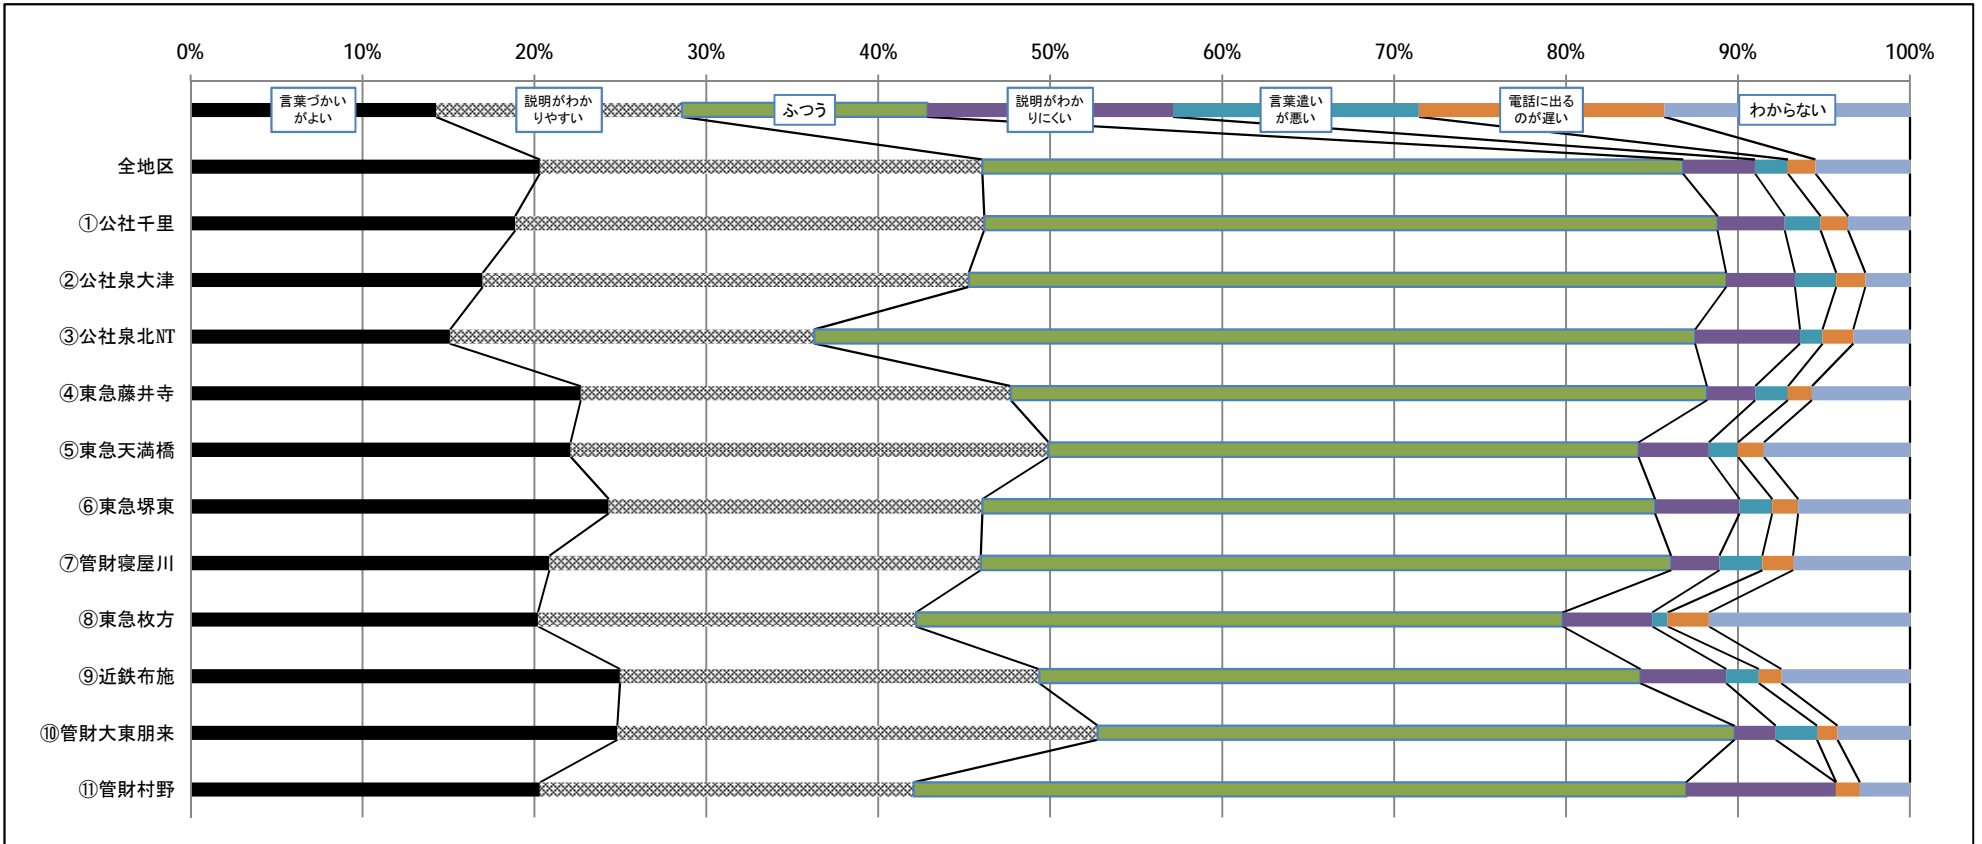 0% 10% 20% 30% 40% 50% 60% 70% 80% 90% 100%
言葉づかい
がよい
説明がわか
りやすい
ふつう
説明がわか
りにくい
言葉遣い
が悪い
電話に出る
のが遅い
わからない
全地区
①公社千里
②公社泉大津
③公社泉北NT
④東急藤井寺
⑤東急天満橋
⑥東急堺東
⑦管財寝屋川
⑧東急枚方
⑨近鉄布施
⑩管財大東朋来
⑪管財村野